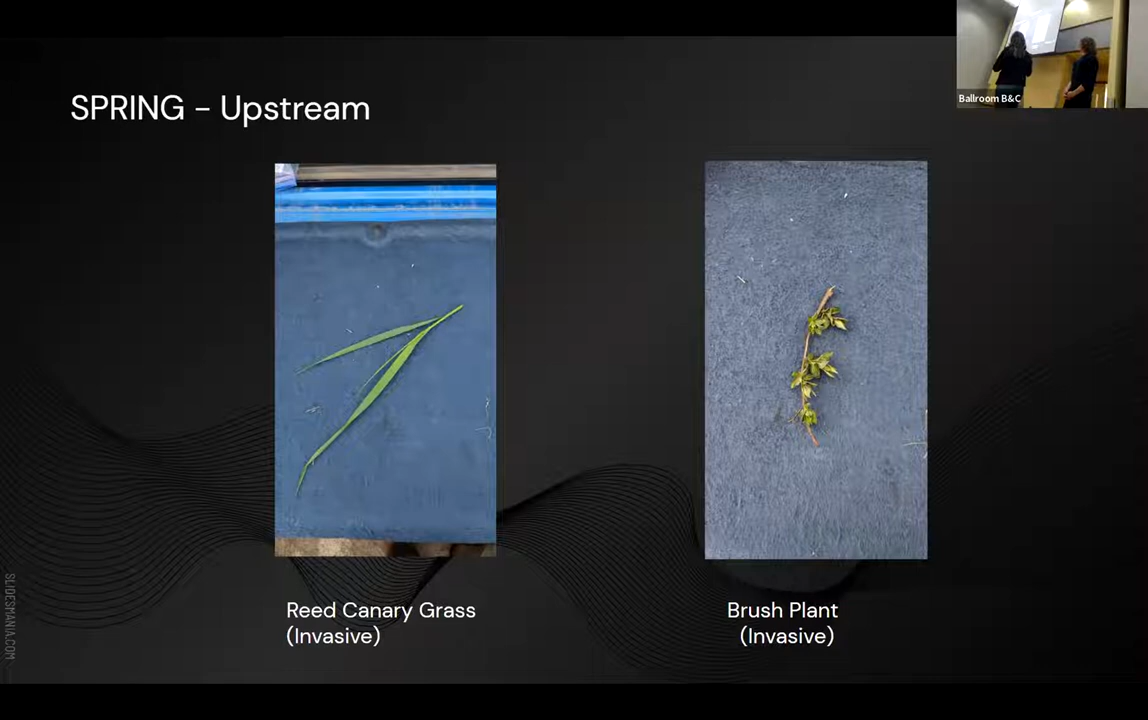 Ballroom B&C
SPRING - Upstream
Reed Canary Grass
(Invasive)
Brush Plant
(Invasive)
SLIDESMANIA.COM